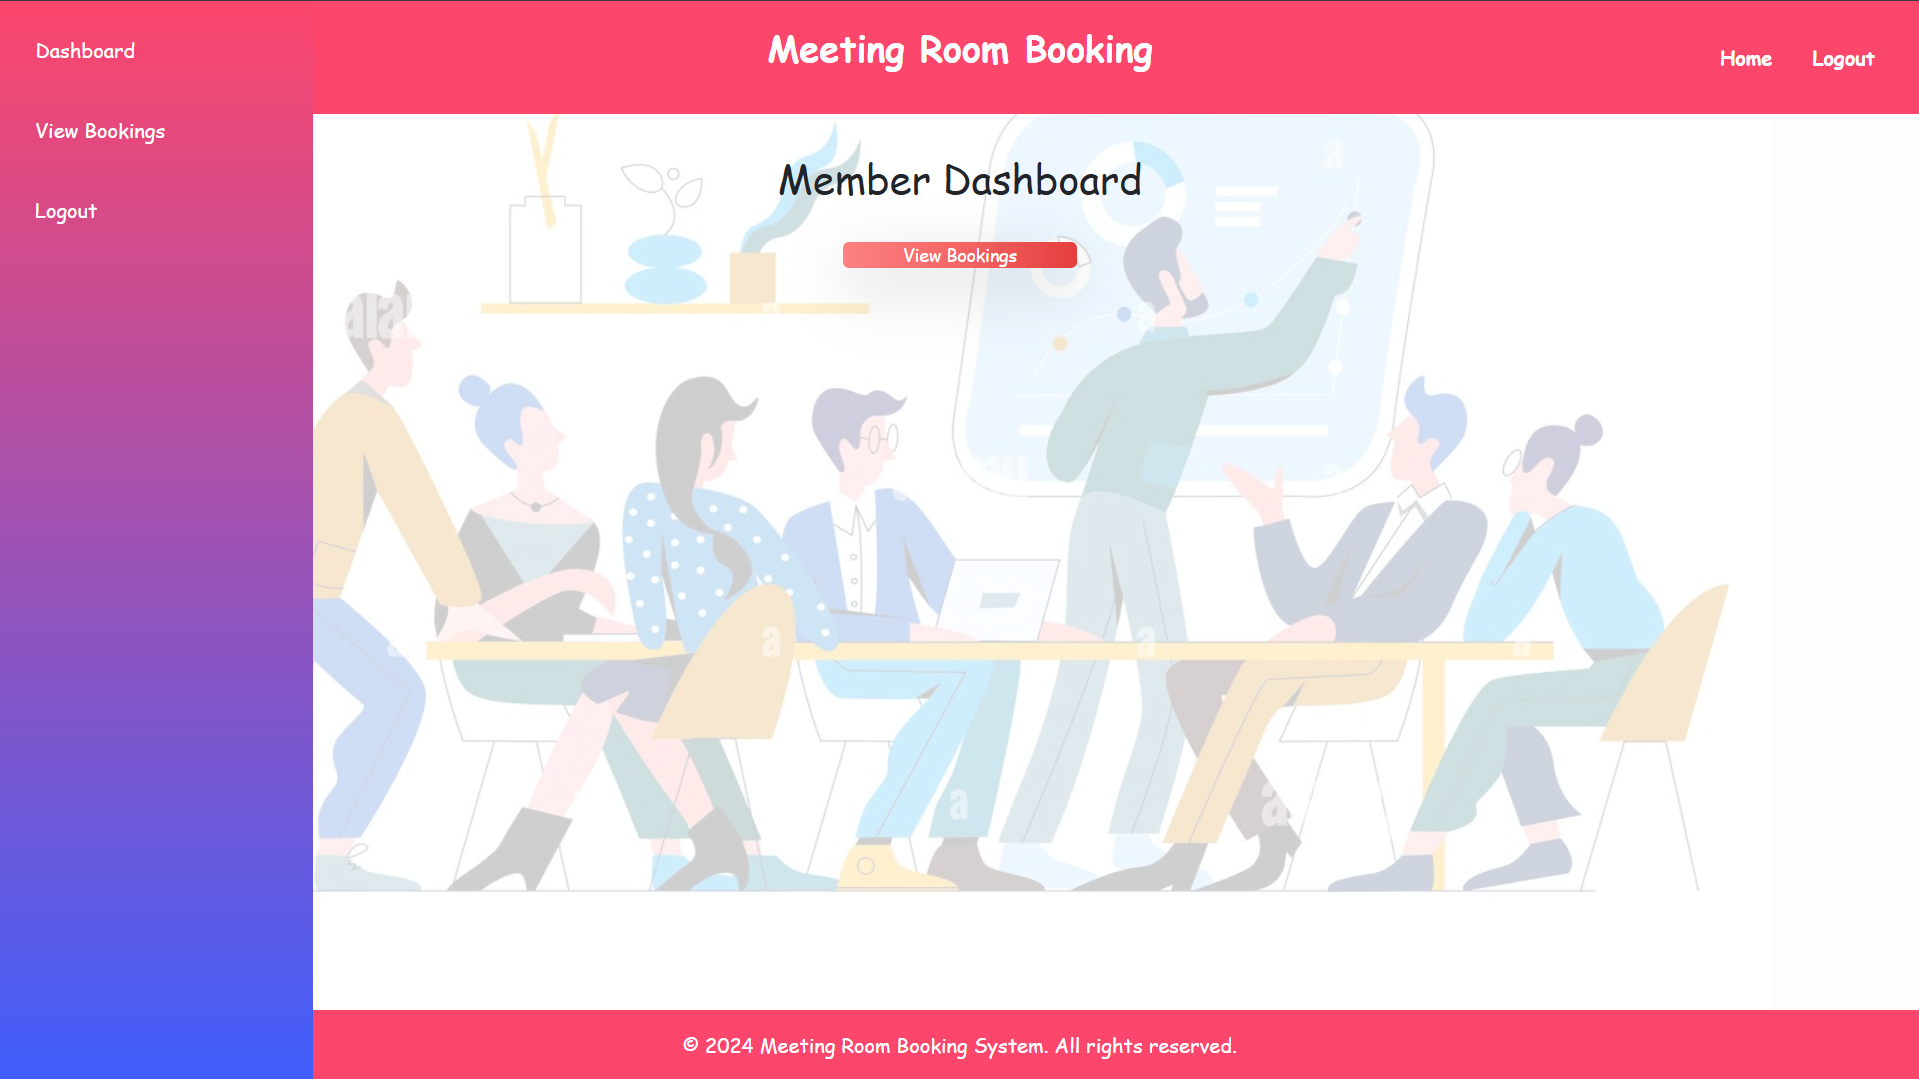 Dashboard
View Bookings
Logout
Meeting Room Booking
Home
Logout
Member Dashboard
View Bookings
© 2024 Meeting Room Booking System. All rights reserved.